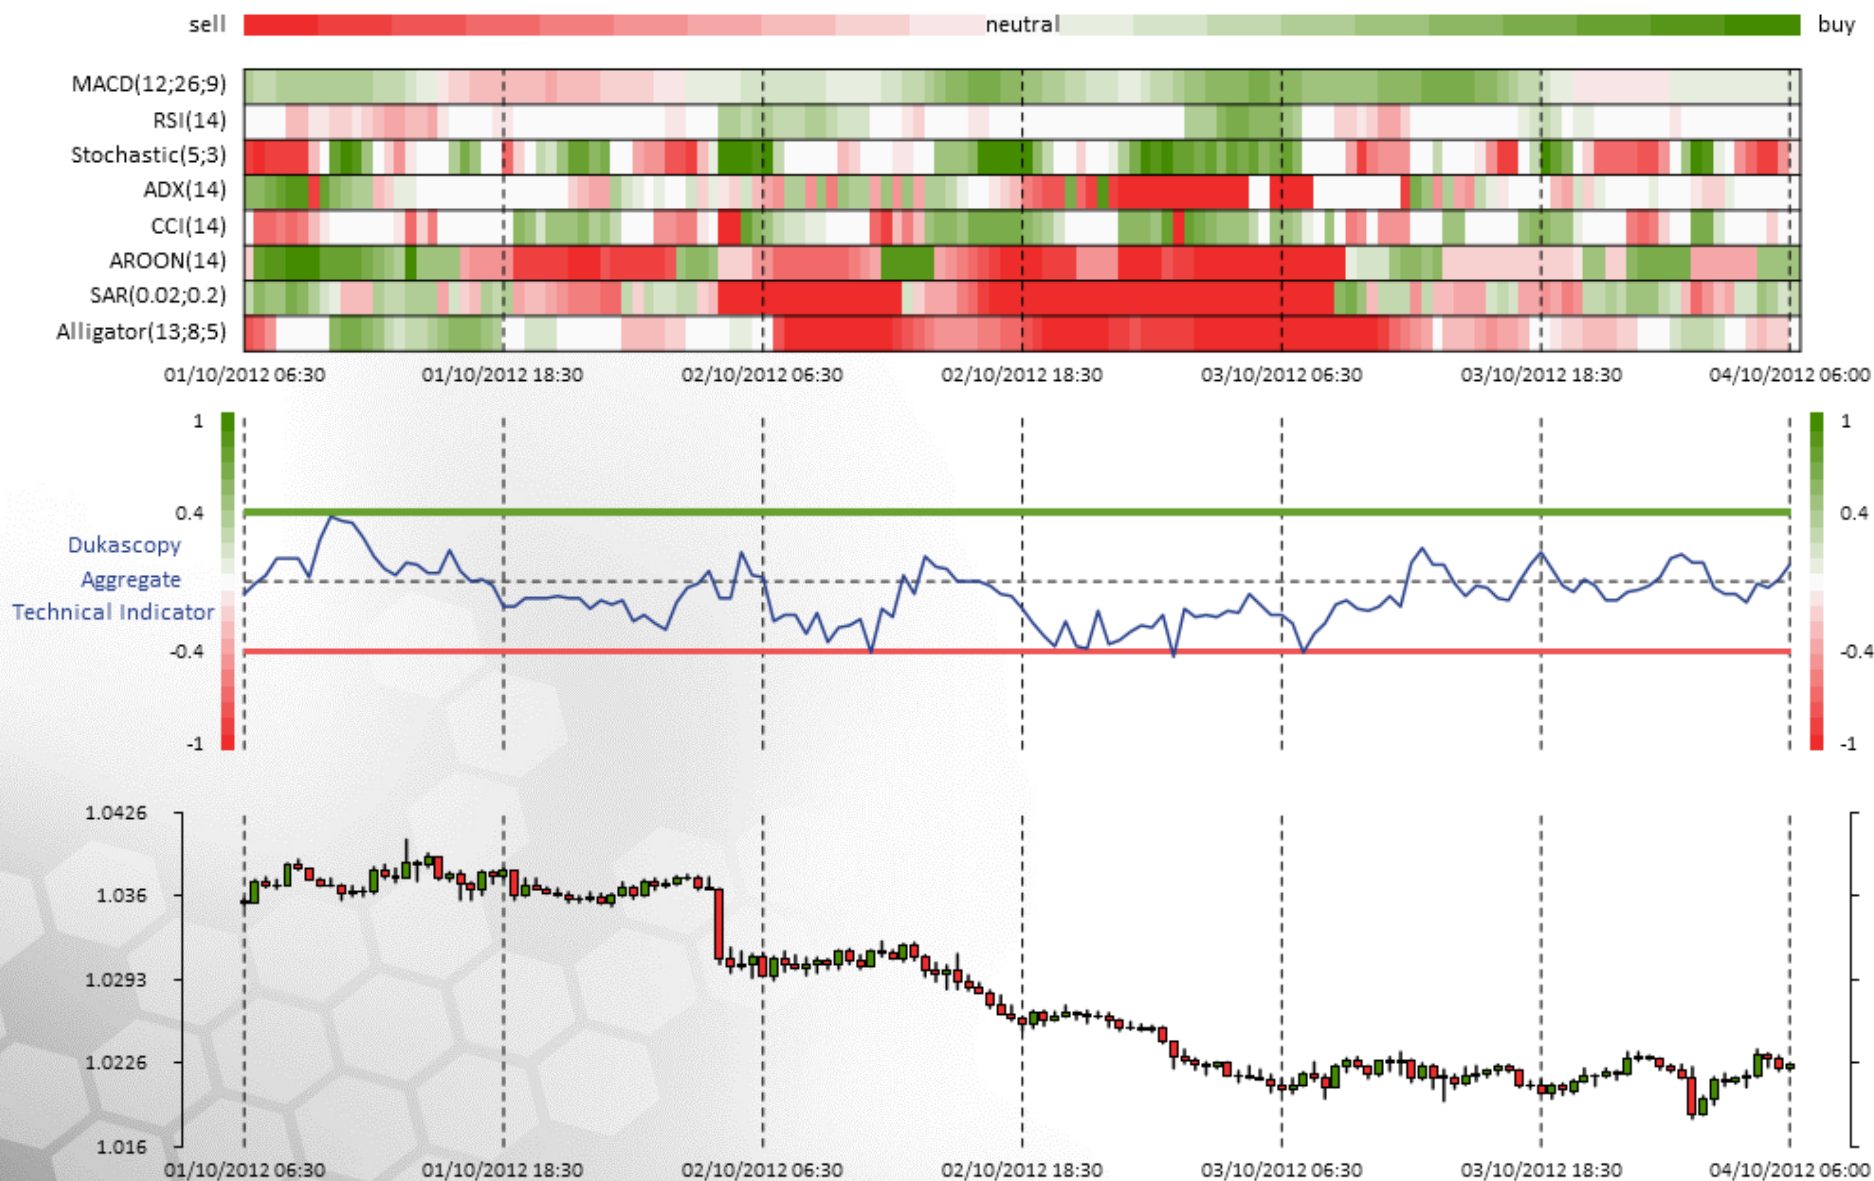 sell neutral buy
MACD(12;26;9)
RSI(14)
Stochastic(5;3)
ADX(14)
CCI(14)
AROON(14)
SAR(0.02;0.2)
Alligator(13;8;5)
01/10/2012 06:30 01/10/2012 18:30 02/10/2012 06:30 02/10/2012 18:30 03/10/2012 06:30 03/10/2012 18:30 04/10/2012 06:00
1 1
0.4 0.4
Dukascopy
Aggregate
Technical Indicator
-0.4 -0.4
-1 -1
1.0426
1.036
1.0293
1.0226
1.016
01/10/2012 06:30 01/10/2012 18:30 02/10/2012 06:30 02/10/2012 18:30 03/10/2012 06:30 03/10/2012 18:30 04/10/2012 06:00